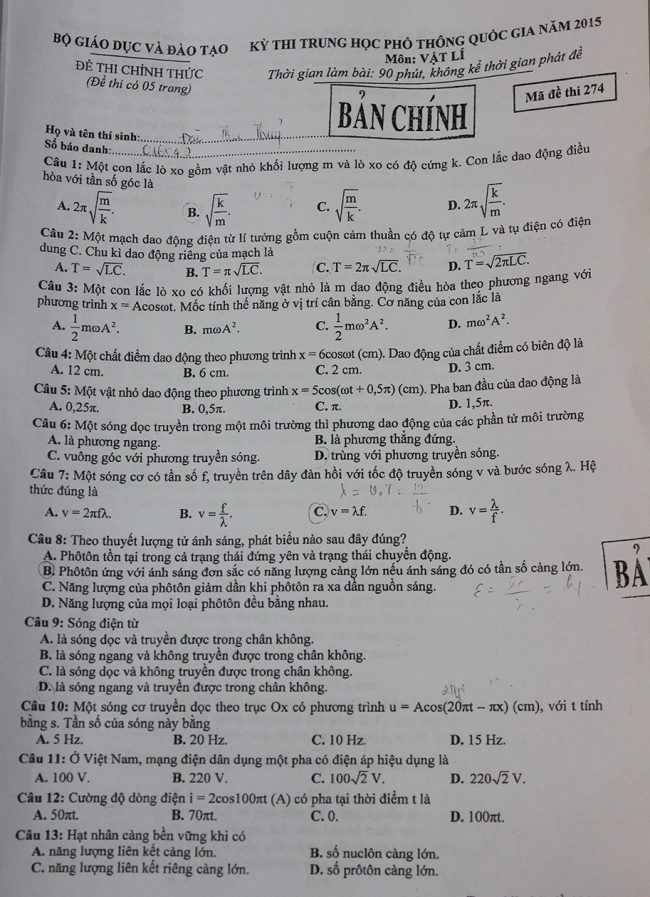 BỘ GIÁO DỤC VÀ ĐÀO TẠO
KỲ THI TRUNG HỌC PHỔ THÔNG QUỐC GIA NĂM 2015
ĐỀ THI CHÍNH THỨC
Môn: VẬT LÍ
(Đề thi có 05 trang)
Thời gian làm bài: 90 phút, không kể thời gian phát đề
BẢN CHÍNH
Mã đề thi 274
Họ và tên thí sinh:
Số báo danh:
Câu 1: Một con lắc lò xo gồm vật nhỏ khối lượng m và lò xo có độ cứng k. Con lắc dao động điều
hòa với tần số góc là
A. 2π√(m/k). B. √(k/m). C. √(m/k). D. 2π√(k/m).
Câu 2: Một mạch dao động điện từ lí tưởng gồm cuộn cảm thuần có độ tự cảm L và tụ điện có điện
dung C. Chu kì dao động riêng của mạch là
A. T = √LC. B. T = π√LC. C. T = 2π√LC. D. T = √2πLC.
Câu 3: Một con lắc lò xo có khối lượng vật nhỏ là m dao động điều hòa theo phương ngang với
phương trình x = Acosωt. Mốc tính thế năng ở vị trí cân bằng. Cơ năng của con lắc là
A. 1/2 mωA². B. mωA². C. 1/2 mω²A². D. mω²A².
Câu 4: Một chất điểm dao động theo phương trình x = 6cosωt (cm). Dao động của chất điểm có biên độ là
A. 12 cm. B. 6 cm. C. 2 cm. D. 3 cm.
Câu 5: Một vật nhỏ dao động theo phương trình x = 5cos(ωt + 0,5π) (cm). Pha ban đầu của dao động là
A. 0,25π. B. 0,5π. C. π. D. 1,5π.
Câu 6: Một sóng dọc truyền trong một môi trường thì phương dao động của các phần tử môi trường
A. là phương ngang. B. là phương thẳng đứng.
C. vuông góc với phương truyền sóng. D. trùng với phương truyền sóng.
Câu 7: Một sóng cơ có tần số f, truyền trên dây đàn hồi với tốc độ truyền sóng v và bước sóng λ. Hệ
thức đúng là
A. v = 2πfλ. B. v = f/λ. C. v = λf. D. v = λ/f.
Câu 8: Theo thuyết lượng tử ánh sáng, phát biểu nào sau đây đúng?
A. Phôtôn tồn tại trong cả trạng thái đứng yên và trạng thái chuyển động.
B. Phôtôn ứng với ánh sáng đơn sắc có năng lượng càng lớn nếu ánh sáng đó có tần số càng lớn.
BẢ
C. Năng lượng của phôtôn giảm dần khi phôtôn ra xa dần nguồn sáng.
D. Năng lượng của mọi loại phôtôn đều bằng nhau.
Câu 9: Sóng điện từ
A. là sóng dọc và truyền được trong chân không.
B. là sóng ngang và không truyền được trong chân không.
C. là sóng dọc và không truyền được trong chân không.
D. là sóng ngang và truyền được trong chân không.
Câu 10: Một sóng cơ truyền dọc theo trục Ox có phương trình u = Acos(20πt − πx) (cm), với t tính
bằng s. Tần số của sóng này bằng
A. 5 Hz. B. 20 Hz. C. 10 Hz. D. 15 Hz.
Câu 11: Ở Việt Nam, mạng điện dân dụng một pha có điện áp hiệu dụng là
A. 100 V. B. 220 V. C. 100√2 V. D. 220√2 V.
Câu 12: Cường độ dòng điện i = 2cos100πt (A) có pha tại thời điểm t là
A. 50πt. B. 70πt. C. 0. D. 100πt.
Câu 13: Hạt nhân càng bền vững khi có
A. năng lượng liên kết càng lớn. B. số nuclôn càng lớn.
C. năng lượng liên kết riêng càng lớn. D. số prôtôn càng lớn.